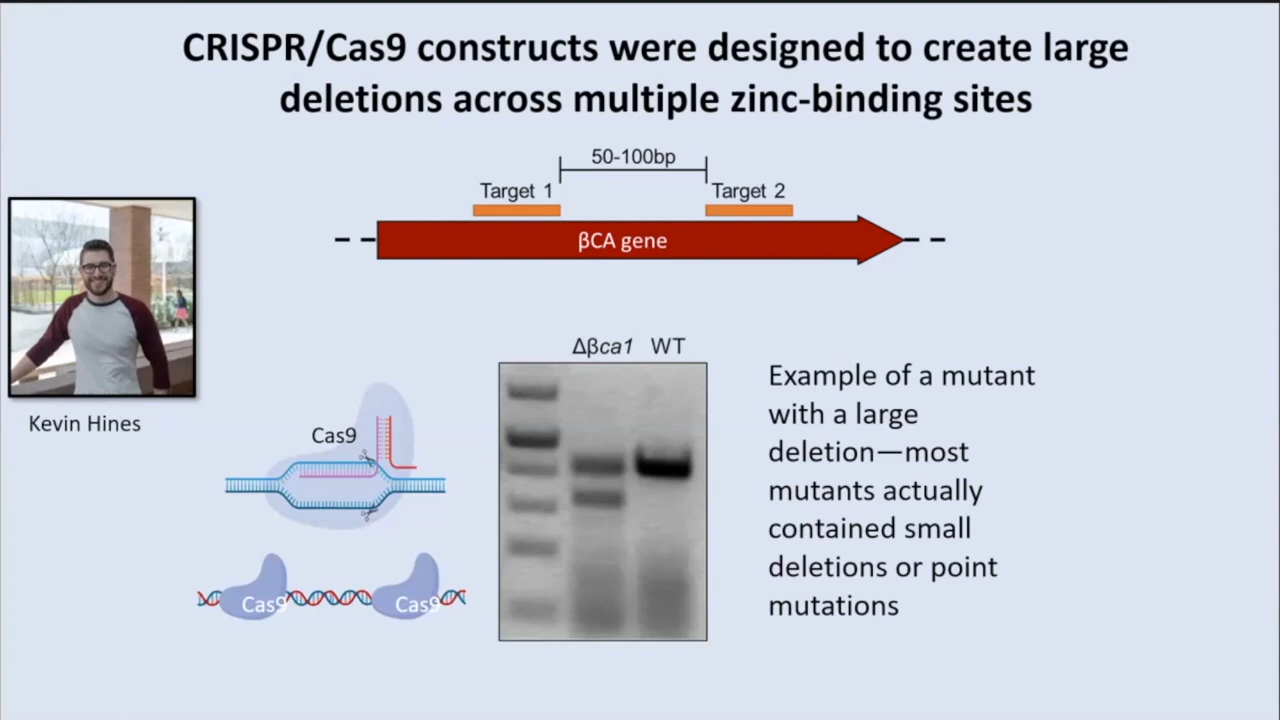 CRISPR/Cas9 constructs were designed to create large
deletions across multiple zinc-binding sites
50-100bp
Target 1
Target 2
βCA gene
Kevin Hines
Cas9
Cas9
Cas9
Δβca1
WT
Example of a mutant
with a large
deletion—most
mutants actually
contained small
deletions or point
mutations